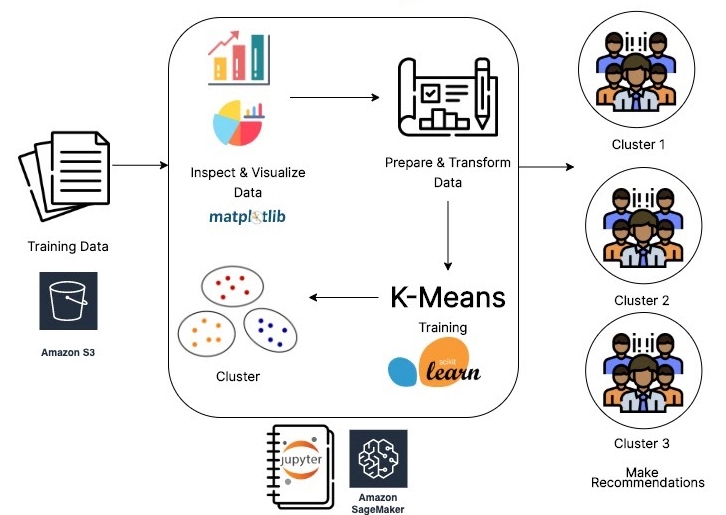 Training Data
Amazon S3
Inspect & Visualize
Data
matplotlib
Prepare & Transform
Data
K-Means
Training
scikit
learn
Cluster
jupyter
Amazon
SageMaker
Cluster 1
Cluster 2
Cluster 3
Make
Recommendations